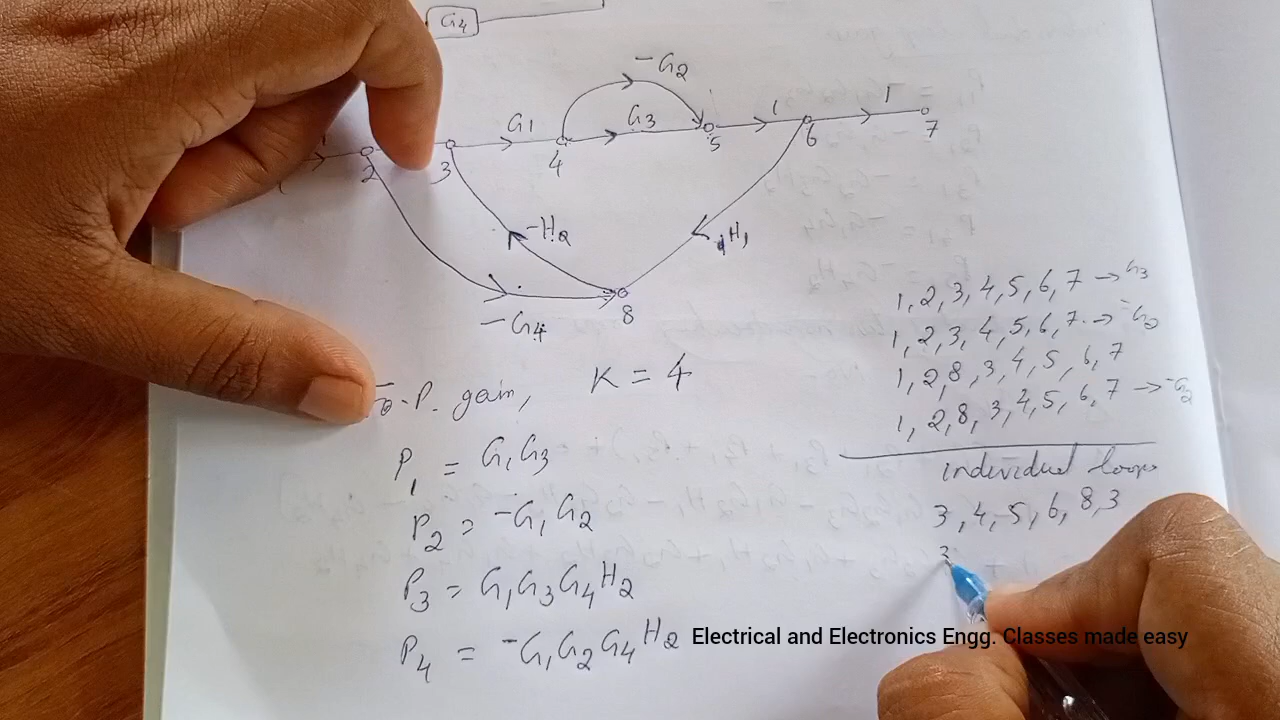 G4
-G2
G1
G3
1
1
1
2
3
4
5
6
7
-H2
H1
-G4
8
1, 2, 3, 4, 5, 6, 7 → G3
1, 2, 3, 4, 5, 6, 7 → -G2
1, 2, 8, 3, 4, 5, 6, 7
1, 2, 8, 3, 4, 5, 6, 7 → -G2
P. gain, K = 4
P1 = G1G3
P2 = -G1G2
P3 = G1G3G4H2
P4 = -G1G2G4H2
individual loops
3, 4, 5, 6, 8, 3
3
Electrical and Electronics Engg. Classes made easy